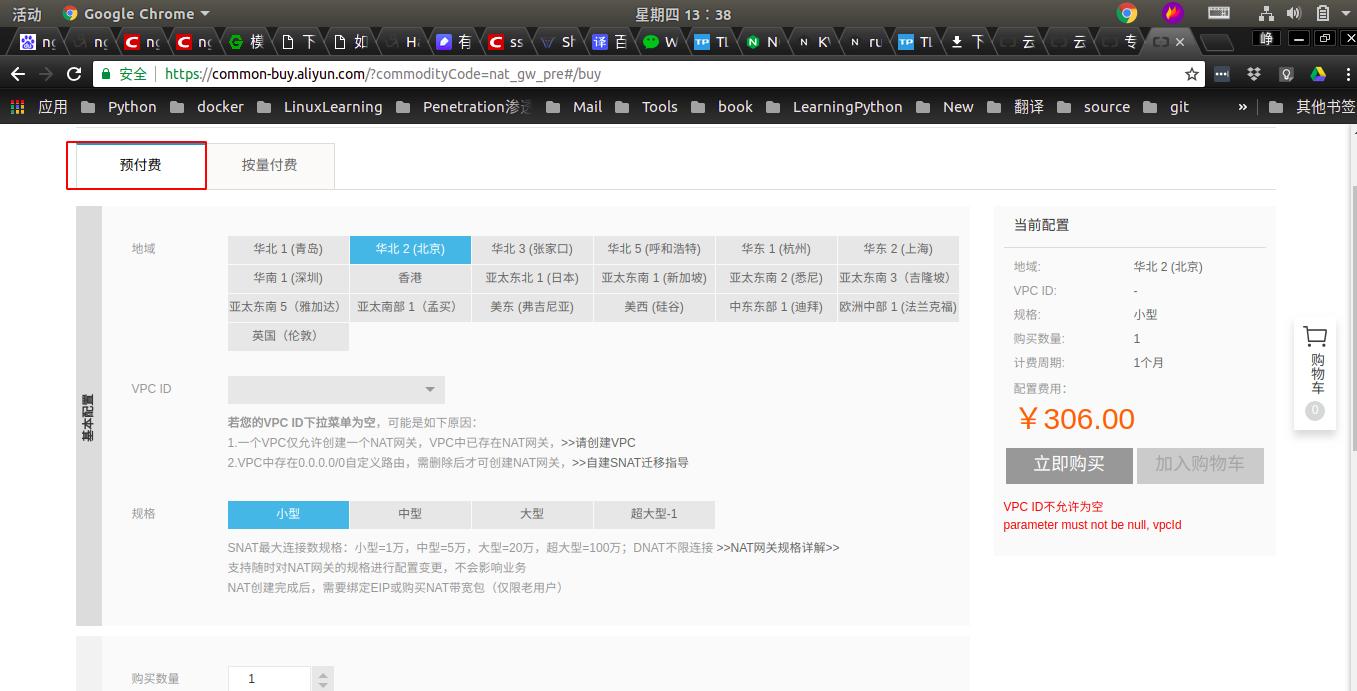 活动 Google Chrome 星期四 13：38
ng ng ng ng 模 下 如 H 有 ss Sh 译 百 W TP TL N N N KV N ru TP TL 下 云 云 专 峥
安全 https://common-buy.aliyun.com/?commodityCode=nat_gw_pre#/buy
应用 Python docker LinuxLearning Penetration渗透 Mail Tools book LearningPython New 翻译 source git » 其他书签
预付费 按量付费
基本配置
地域 华北 1 (青岛) 华北 2 (北京) 华北 3 (张家口) 华北 5 (呼和浩特) 华东 1 (杭州) 华东 2 (上海)
华南 1 (深圳) 香港 亚太东北 1 (日本) 亚太东南 1 (新加坡) 亚太东南 2 (悉尼) 亚太东南 3（吉隆坡）
亚太东南 5（雅加达） 亚太南部 1（孟买） 美东 (弗吉尼亚) 美西 (硅谷) 中东东部 1 (迪拜) 欧洲中部 1 (法兰克福)
英国（伦敦）
VPC ID
若您的VPC ID下拉菜单为空，可能是如下原因：
1.一个VPC仅允许创建一个NAT网关，VPC中已存在NAT网关，>>请创建VPC
2.VPC中存在0.0.0.0/0自定义路由，需删除后才可创建NAT网关，>>自建SNAT迁移指导
规格 小型 中型 大型 超大型-1
SNAT最大连接数规格：小型=1万，中型=5万，大型=20万，超大型=100万；DNAT不限连接 >>NAT网关规格详解>>
支持随时对NAT网关的规格进行配置变更，不会影响业务
NAT创建完成后，需要绑定EIP或购买NAT带宽包（仅限老用户）
购买数量 1
当前配置
地域: 华北 2 (北京)
VPC ID: -
规格: 小型
购买数量: 1
计费周期: 1个月
配置费用：
￥306.00
立即购买 加入购物车
VPC ID不允许为空
parameter must not be null, vpcId
购物车
0